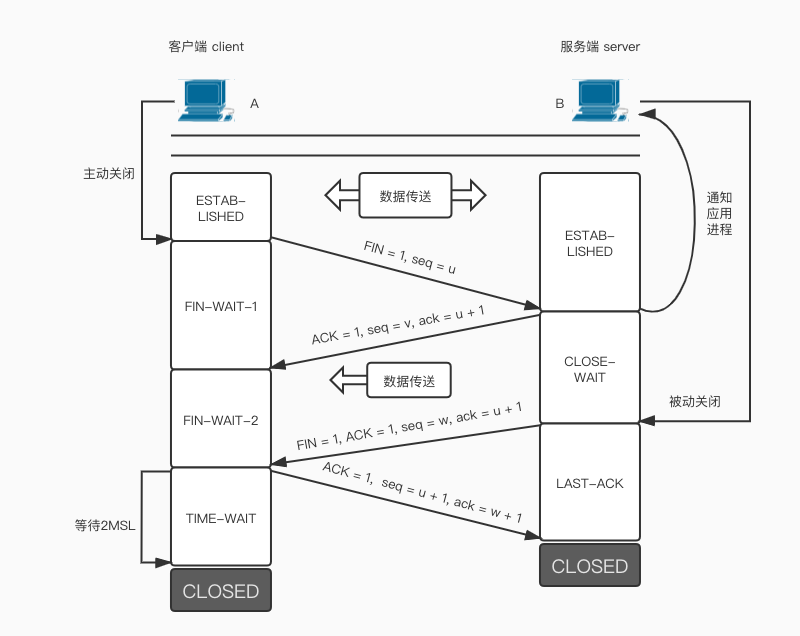 客户端 client
服务端 server
A
B
主动关闭
ESTAB-
LISHED
数据传送
ESTAB-
LISHED
通知
应用
进程
FIN = 1, seq = u
FIN-WAIT-1
ACK = 1, seq = v, ack = u + 1
CLOSE-
WAIT
数据传送
被动关闭
FIN-WAIT-2
FIN = 1, ACK = 1, seq = w, ack = u + 1
ACK = 1, seq = u + 1, ack = w + 1
LAST-ACK
等待2MSL
TIME-WAIT
CLOSED
CLOSED